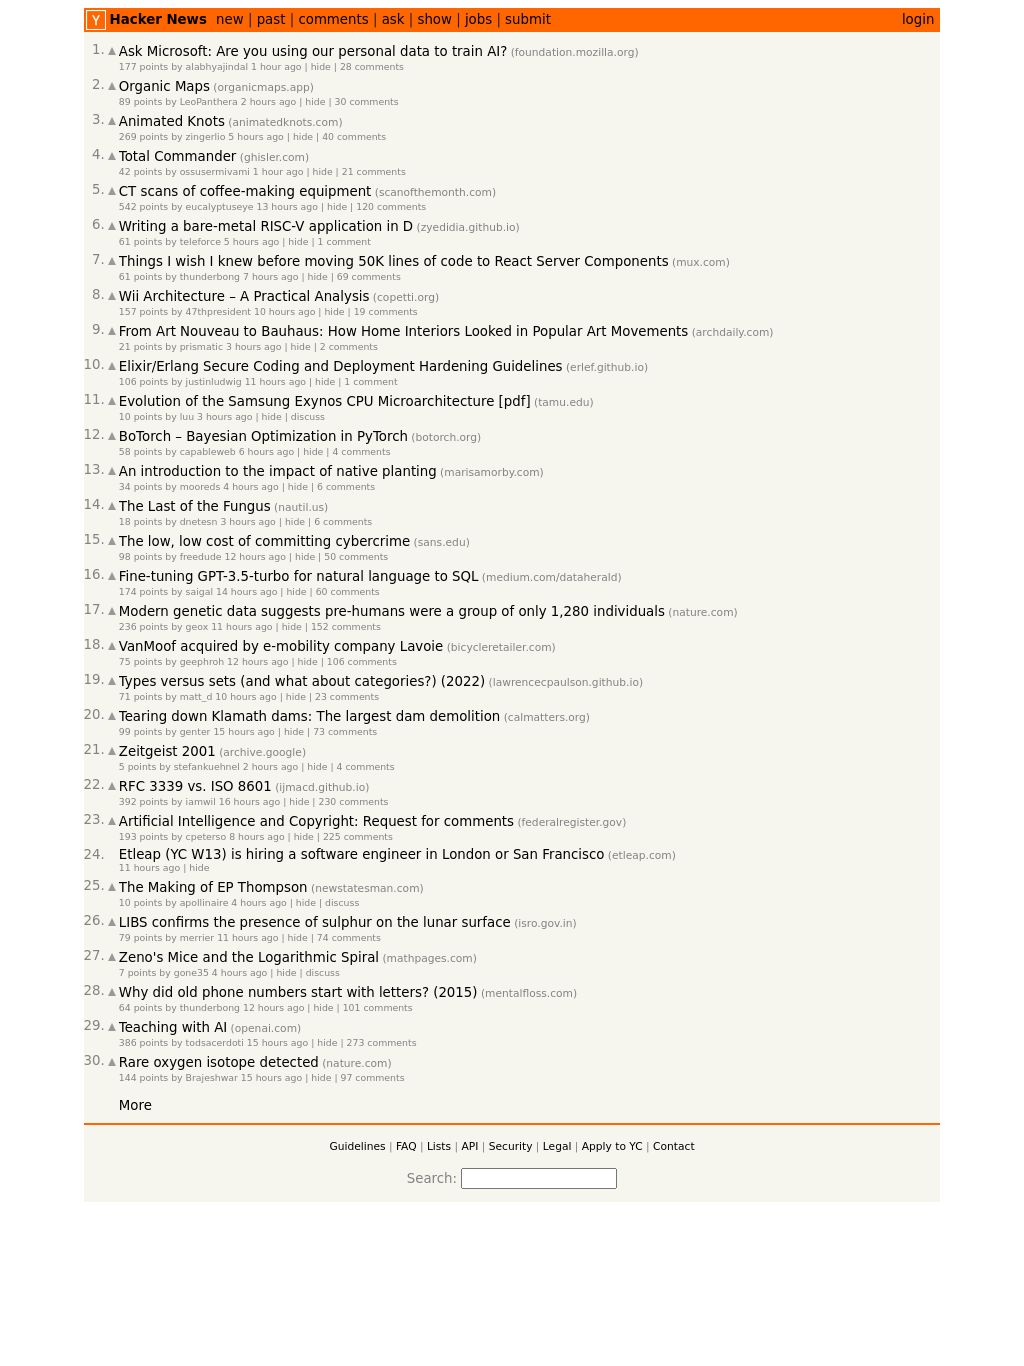 Y Hacker News new | past | comments | ask | show | jobs | submit login
1. ▲ Ask Microsoft: Are you using our personal data to train AI? (foundation.mozilla.org)
177 points by alabhyajindal 1 hour ago | hide | 28 comments
2. ▲ Organic Maps (organicmaps.app)
89 points by LeoPanthera 2 hours ago | hide | 30 comments
3. ▲ Animated Knots (animatedknots.com)
269 points by zingerlio 5 hours ago | hide | 40 comments
4. ▲ Total Commander (ghisler.com)
42 points by ossusermivami 1 hour ago | hide | 21 comments
5. ▲ CT scans of coffee-making equipment (scanofthemonth.com)
542 points by eucalyptuseye 13 hours ago | hide | 120 comments
6. ▲ Writing a bare-metal RISC-V application in D (zyedidia.github.io)
61 points by teleforce 5 hours ago | hide | 1 comment
7. ▲ Things I wish I knew before moving 50K lines of code to React Server Components (mux.com)
61 points by thunderbong 7 hours ago | hide | 69 comments
8. ▲ Wii Architecture – A Practical Analysis (copetti.org)
157 points by 47thpresident 10 hours ago | hide | 19 comments
9. ▲ From Art Nouveau to Bauhaus: How Home Interiors Looked in Popular Art Movements (archdaily.com)
21 points by prismatic 3 hours ago | hide | 2 comments
10. ▲ Elixir/Erlang Secure Coding and Deployment Hardening Guidelines (erlef.github.io)
106 points by justinludwig 11 hours ago | hide | 1 comment
11. ▲ Evolution of the Samsung Exynos CPU Microarchitecture [pdf] (tamu.edu)
10 points by luu 3 hours ago | hide | discuss
12. ▲ BoTorch – Bayesian Optimization in PyTorch (botorch.org)
58 points by capableweb 6 hours ago | hide | 4 comments
13. ▲ An introduction to the impact of native planting (marisamorby.com)
34 points by mooreds 4 hours ago | hide | 6 comments
14. ▲ The Last of the Fungus (nautil.us)
18 points by dnetesn 3 hours ago | hide | 6 comments
15. ▲ The low, low cost of committing cybercrime (sans.edu)
98 points by freedude 12 hours ago | hide | 50 comments
16. ▲ Fine-tuning GPT-3.5-turbo for natural language to SQL (medium.com/dataherald)
174 points by saigal 14 hours ago | hide | 60 comments
17. ▲ Modern genetic data suggests pre-humans were a group of only 1,280 individuals (nature.com)
236 points by geox 11 hours ago | hide | 152 comments
18. ▲ VanMoof acquired by e-mobility company Lavoie (bicycleretailer.com)
75 points by geephroh 12 hours ago | hide | 106 comments
19. ▲ Types versus sets (and what about categories?) (2022) (lawrencecpaulson.github.io)
71 points by matt_d 10 hours ago | hide | 23 comments
20. ▲ Tearing down Klamath dams: The largest dam demolition (calmatters.org)
99 points by genter 15 hours ago | hide | 73 comments
21. ▲ Zeitgeist 2001 (archive.google)
5 points by stefankuehnel 2 hours ago | hide | 4 comments
22. ▲ RFC 3339 vs. ISO 8601 (ijmacd.github.io)
392 points by iamwil 16 hours ago | hide | 230 comments
23. ▲ Artificial Intelligence and Copyright: Request for comments (federalregister.gov)
193 points by cpeterso 8 hours ago | hide | 225 comments
24. Etleap (YC W13) is hiring a software engineer in London or San Francisco (etleap.com)
11 hours ago | hide
25. ▲ The Making of EP Thompson (newstatesman.com)
10 points by apollinaire 4 hours ago | hide | discuss
26. ▲ LIBS confirms the presence of sulphur on the lunar surface (isro.gov.in)
79 points by merrier 11 hours ago | hide | 74 comments
27. ▲ Zeno's Mice and the Logarithmic Spiral (mathpages.com)
7 points by gone35 4 hours ago | hide | discuss
28. ▲ Why did old phone numbers start with letters? (2015) (mentalfloss.com)
64 points by thunderbong 12 hours ago | hide | 101 comments
29. ▲ Teaching with AI (openai.com)
386 points by todsacerdoti 15 hours ago | hide | 273 comments
30. ▲ Rare oxygen isotope detected (nature.com)
144 points by Brajeshwar 15 hours ago | hide | 97 comments
More
Guidelines | FAQ | Lists | API | Security | Legal | Apply to YC | Contact
Search: